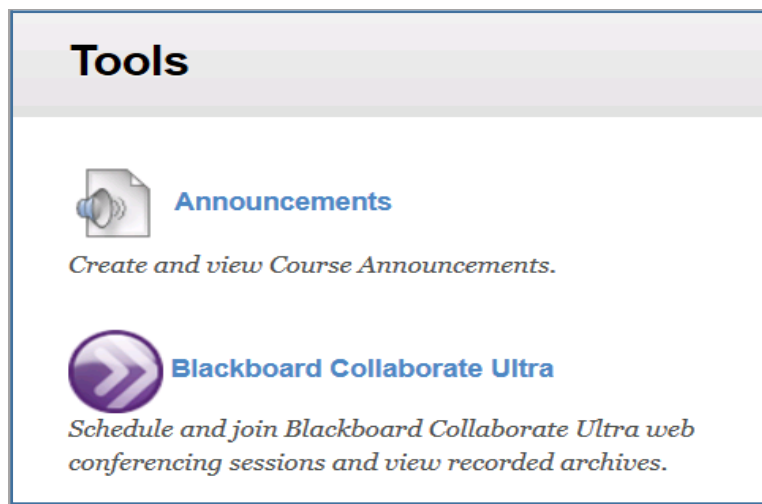 Tools
Announcements
Create and view Course Announcements.
Blackboard Collaborate Ultra
Schedule and join Blackboard Collaborate Ultra web
conferencing sessions and view recorded archives.